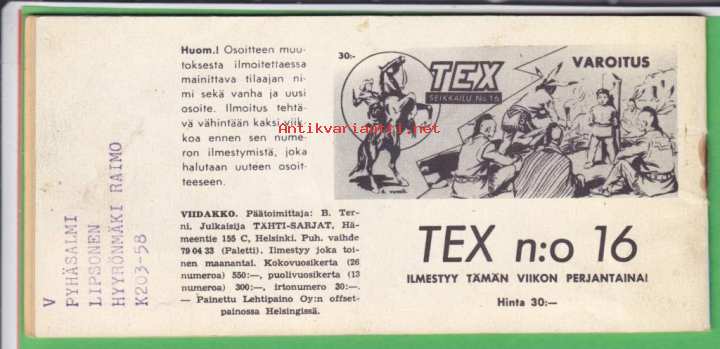 Huom.! Osoitteen muu-
toksesta ilmoitettaessa
mainittava tilaajan ni-
mi sekä vanha ja uusi
osoite. Ilmoitus tehtä-
vä vähintään kaksi viik-
koa ennen sen nume-
ron ilmestymistä, joka
halutaan uuteen osoit-
teeseen.
VIIDAKKO. Päätoimittaja: B. Ter-
ni. Julkaisija TÄHTI-SARJAT, Hä-
meentie 155 C, Helsinki. Puh. vaihde
79 04 33 (Paletti). Ilmestyy joka toi-
nen maanantai. Kokovuosikerta (26
numeroa) 550:—, puolivuosikerta (13
numeroa) 300:—, irtonumero 30:—.
— Painettu Lehtipaino Oy:n offset-
painossa Helsingissä.
30:-
TEX
SEIKKAILU No 16
VAROITUS
Antikvariaatti.net
TEX n:o 16
ILMESTYY TÄMÄN VIIKON PERJANTAINA!
Hinta 30:—
V
PYHÄSALMI
LIPSONEN
HYYRÖNMÄKI RAIMO
K203-58